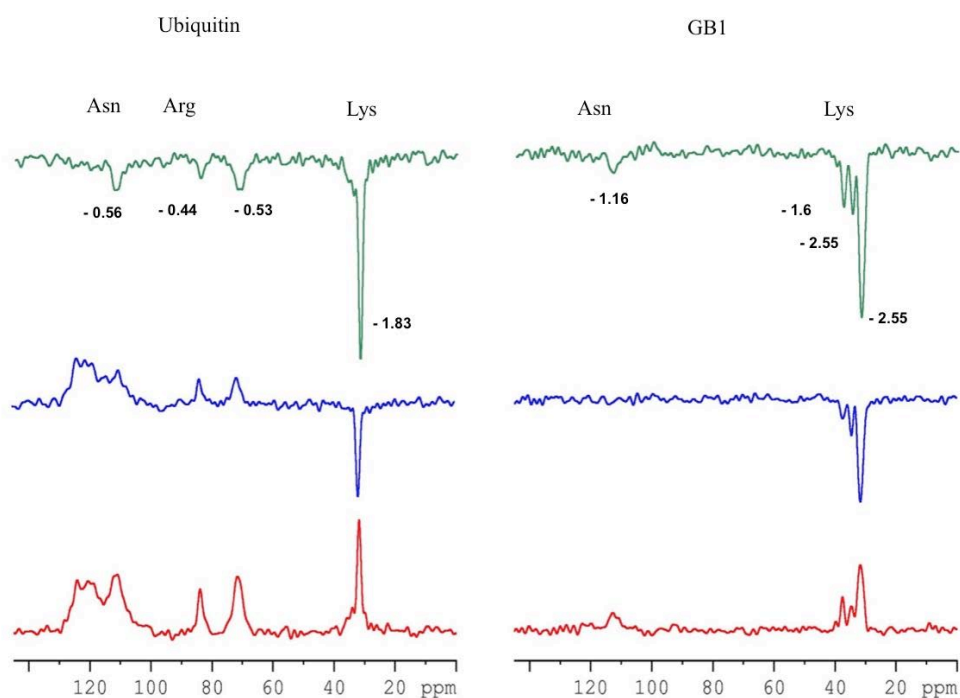 Ubiquitin GB1
Asn Arg Lys Asn Lys
- 0.56 - 0.44 - 0.53 - 1.16 - 1.6
- 2.55
- 1.83 - 2.55
120 100 80 60 40 20 ppm 120 100 80 60 40 20 ppm